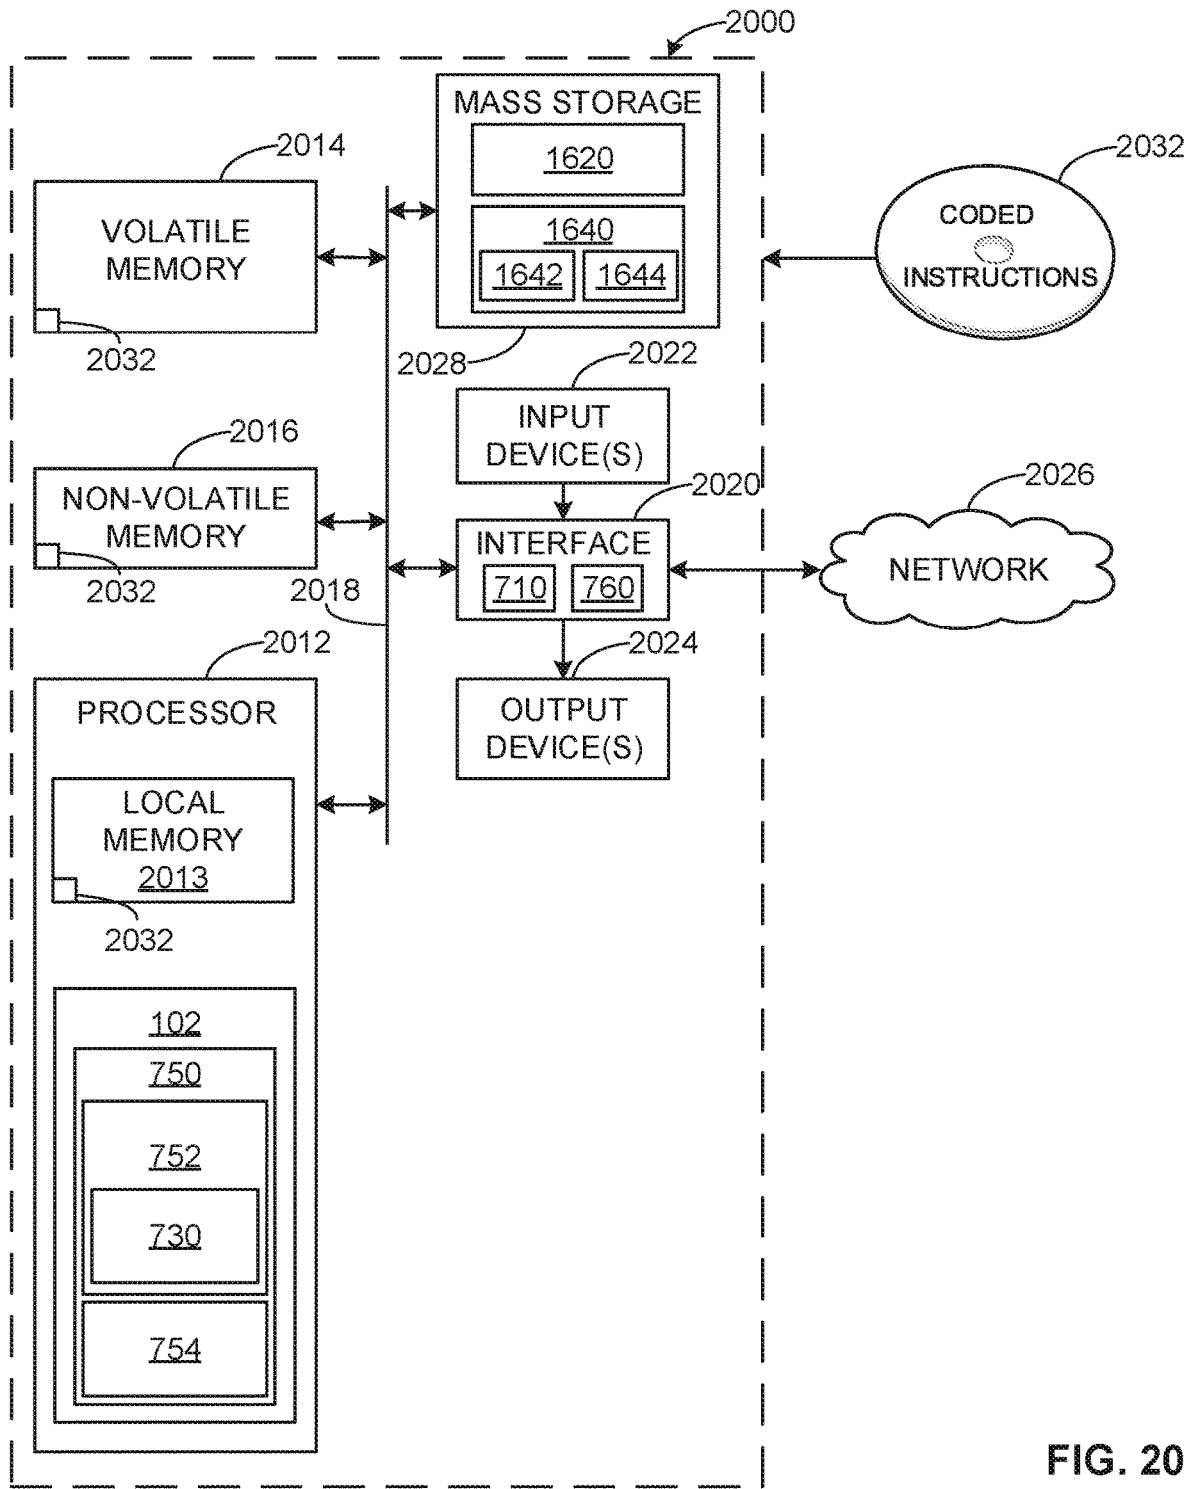 2000
MASS STORAGE
1620
1640
1642
1644
2028
2014
VOLATILE
MEMORY
2032
2032
CODED
INSTRUCTIONS
2022
INPUT
DEVICE(S)
2016
NON-VOLATILE
MEMORY
2032
2020
INTERFACE
710
760
2026
NETWORK
2018
2024
OUTPUT
DEVICE(S)
2012
PROCESSOR
LOCAL
MEMORY
2013
2032
102
750
752
730
754
FIG. 20